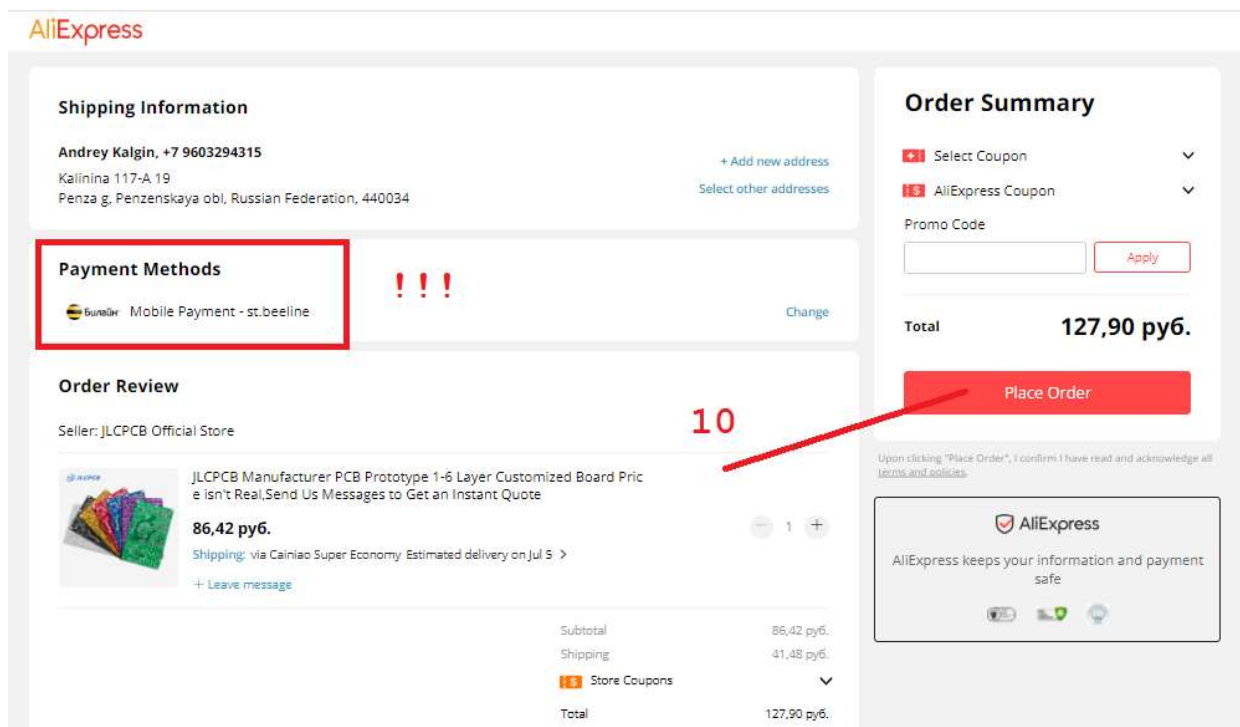 AliExpress
Shipping Information
Andrey Kalgin, +7 9603294315
Kalinina 117-A 19
Penza g, Penzenskaya obl, Russian Federation, 440034
+ Add new address
Select other addresses
Payment Methods
Билайн Mobile Payment - st.beeline
! ! !
Change
Order Review
Seller: JLCPCB Official Store
10
JLCPCB
JLCPCB Manufacturer PCB Prototype 1-6 Layer Customized Board Pric
e isn't Real,Send Us Messages to Get an Instant Quote
86,42 руб.
1
Shipping: via Cainiao Super Economy Estimated delivery on Jul 5
+ Leave message
Subtotal 86,42 руб.
Shipping 41,48 руб.
Store Coupons
Total 127,90 руб.
Order Summary
Select Coupon
AliExpress Coupon
Promo Code
Apply
Total 127,90 руб.
Place Order
Upon clicking "Place Order", I confirm I have read and acknowledge all
terms and policies.
AliExpress
AliExpress keeps your information and payment
safe